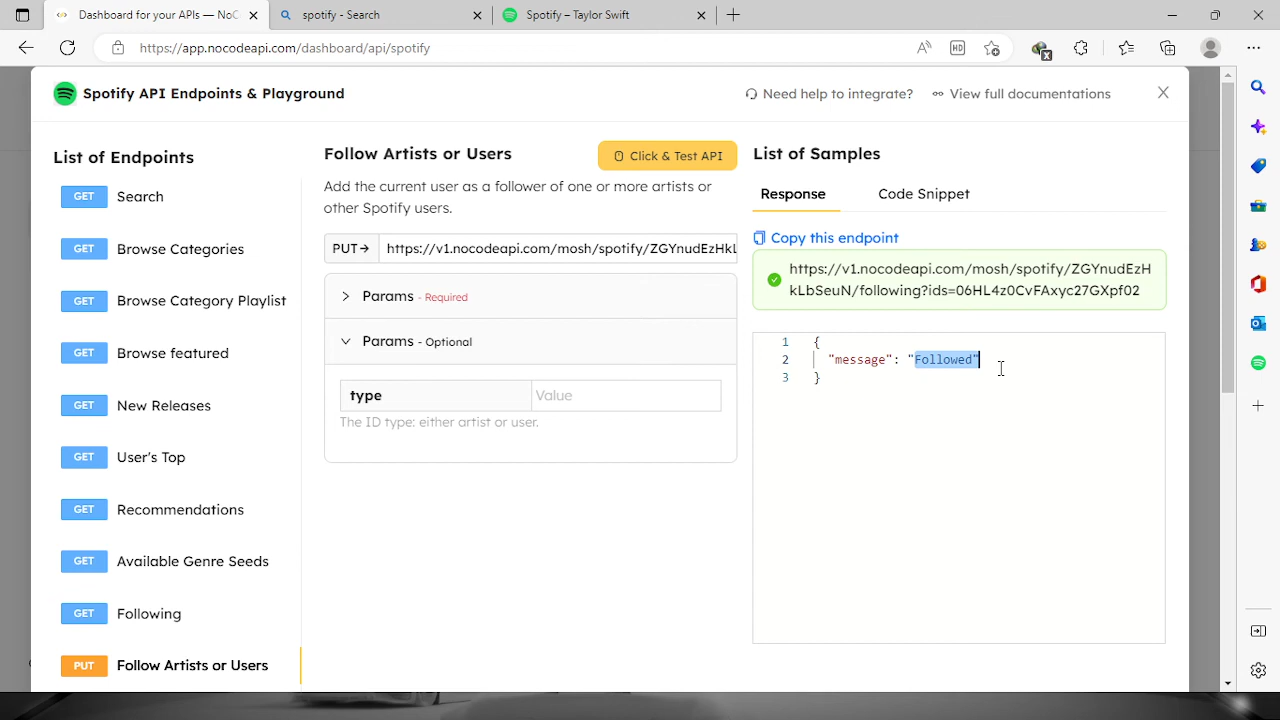 Dashboard for your APIs — NoC
spotify - Search
Spotify – Taylor Swift
https://app.nocodeapi.com/dashboard/api/spotify
HD
Spotify API Endpoints & Playground
Need help to integrate?
View full documentations
List of Endpoints
GET Search
GET Browse Categories
GET Browse Category Playlist
GET Browse featured
GET New Releases
GET User's Top
GET Recommendations
GET Available Genre Seeds
GET Following
PUT Follow Artists or Users
Follow Artists or Users
Click & Test API
Add the current user as a follower of one or more artists or
other Spotify users.
PUT→ https://v1.nocodeapi.com/mosh/spotify/ZGYnudEzHkL
Params - Required
Params - Optional
type Value
The ID type: either artist or user.
List of Samples
Response Code Snippet
Copy this endpoint
https://v1.nocodeapi.com/mosh/spotify/ZGYnudEzH
kLbSeuN/following?ids=06HL4z0CvFAxyc27GXpf02
1 {
2 "message": "Followed"
3 }